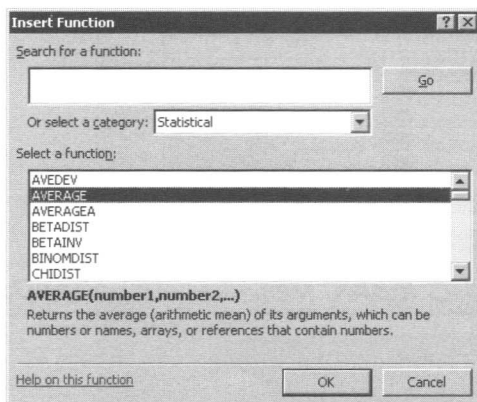 Insert Function
Search for a function:
Go
Or select a category: Statistical
Select a function:
AVEDEV
AVERAGE
AVERAGEA
BETADIST
BETAINV
BINOMDIST
CHIDIST
AVERAGE(number1,number2,...)
Returns the average (arithmetic mean) of its arguments, which can be
numbers or names, arrays, or references that contain numbers.
Help on this function
OK
Cancel